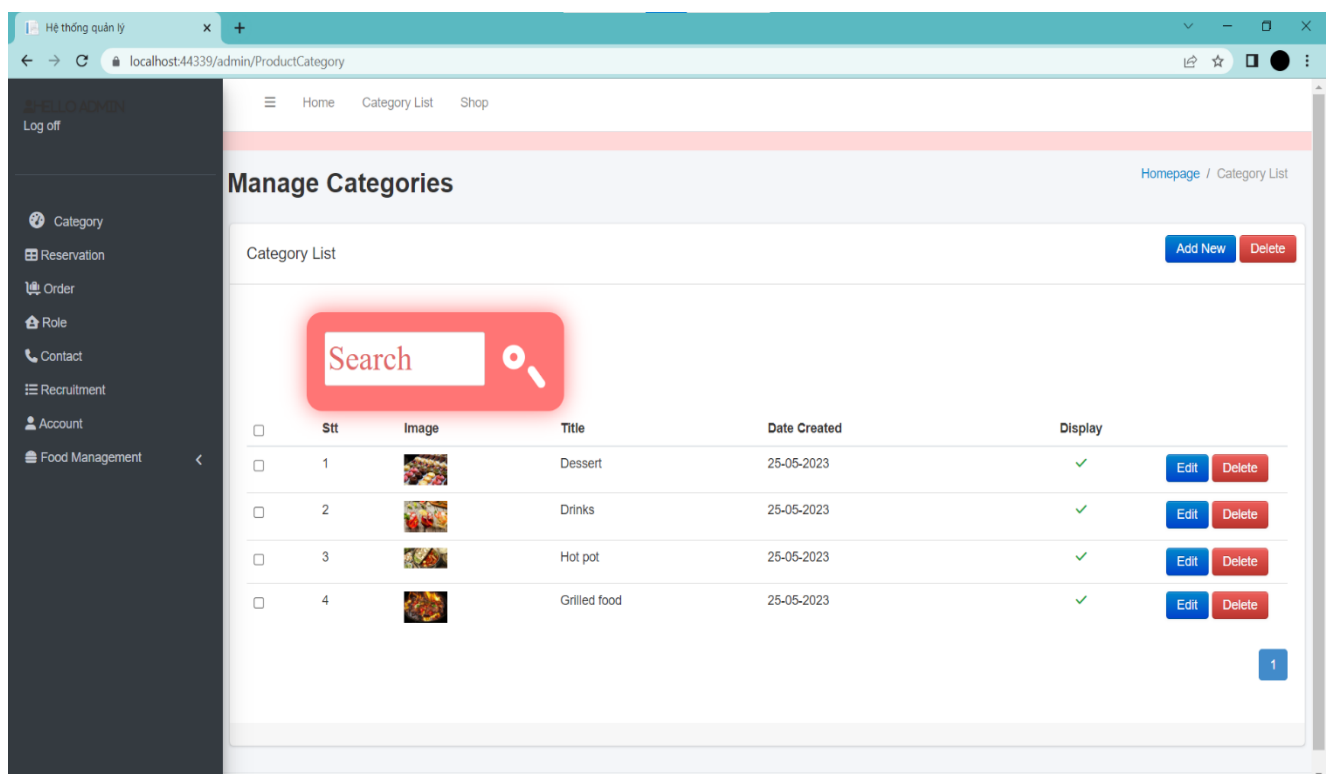 Hệ thống quản lý
localhost:44339/admin/ProductCategory
HELLO ADMIN
Log off
Category
Reservation
Order
Role
Contact
Recruitment
Account
Food Management
Home Category List Shop
Manage Categories
Homepage / Category List
Category List
Add New Delete
Search
Stt Image Title Date Created Display
1 Dessert 25-05-2023 Edit Delete
2 Drinks 25-05-2023 Edit Delete
3 Hot pot 25-05-2023 Edit Delete
4 Grilled food 25-05-2023 Edit Delete
1